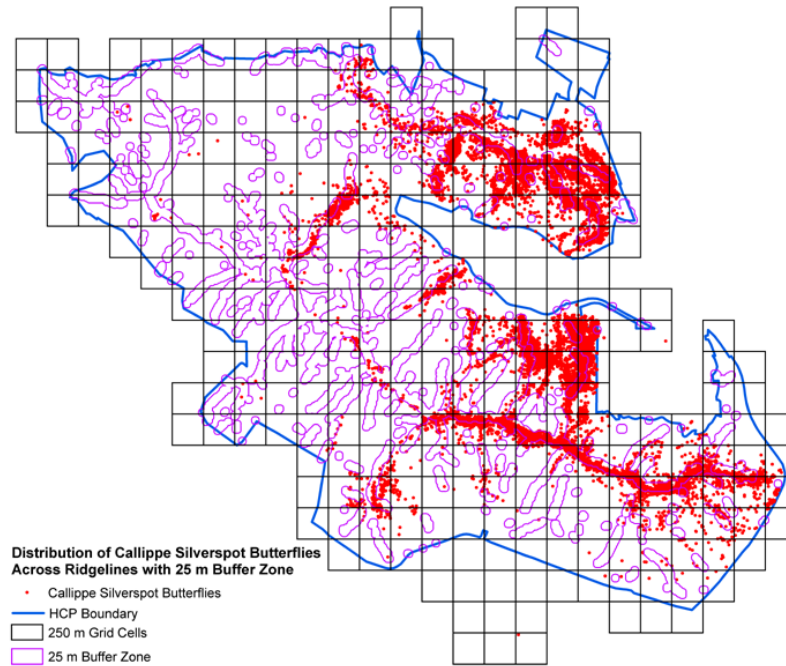 Distribution of Callippe Silverspot Butterflies
Across Ridgelines with 25 m Buffer Zone
Callippe Silverspot Butterflies
HCP Boundary
250 m Grid Cells
25 m Buffer Zone